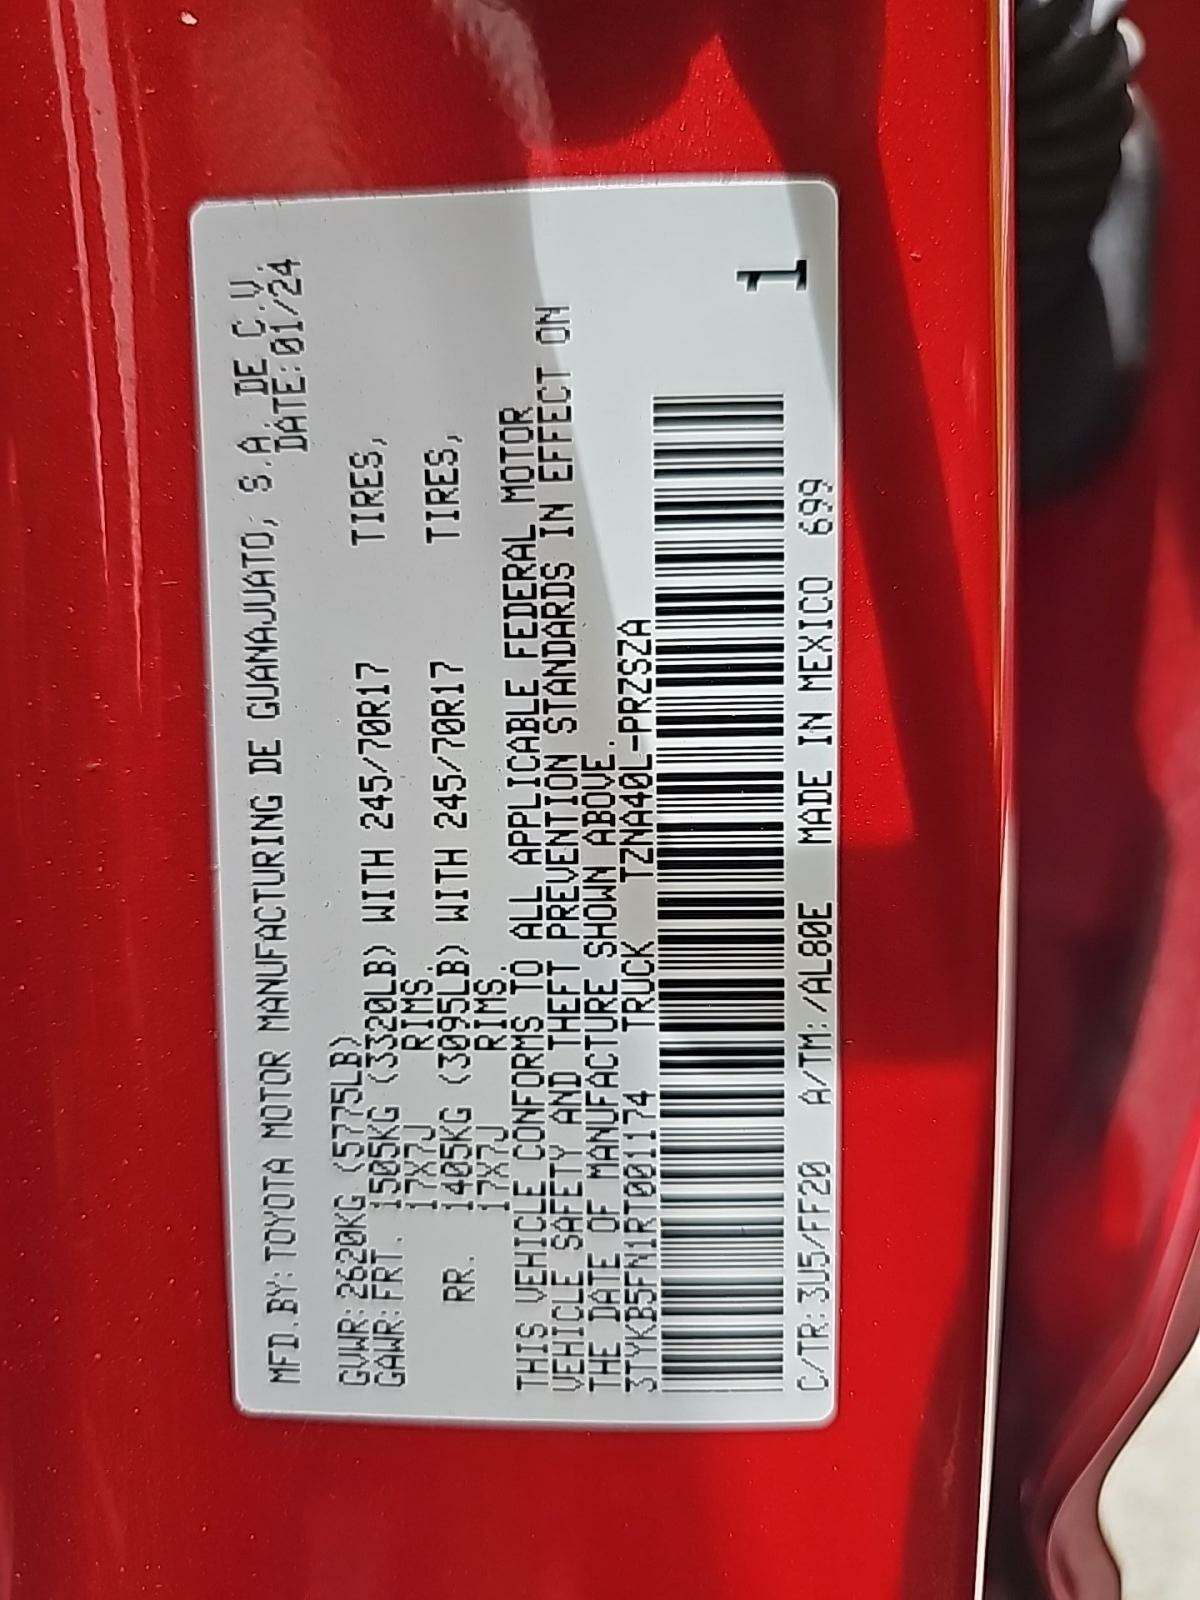 MFD.BY:TOYOTA MOTOR MANUFACTURING DE GUANAJUATO, S.A. DE C.V.
DATE:01/24
GVWR:2620KG (5775LB)
GAWR:FRT. 1505KG (3320LB) WITH 245/70R17 TIRES,
17X7J RIMS.
RR. 1405KG (3095LB) WITH 245/70R17 TIRES,
17X7J RIMS.
THIS VEHICLE CONFORMS TO ALL APPLICABLE FEDERAL MOTOR
VEHICLE SAFETY AND THEFT PREVENTION STANDARDS IN EFFECT ON
THE DATE OF MANUFACTURE SHOWN ABOVE.
3TYKB5FN1RT001174 TRUCK TZNA40L-PRZSZA
1
C/TR:3U5/FF20 A/TM:/AL80E MADE IN MEXICO 699